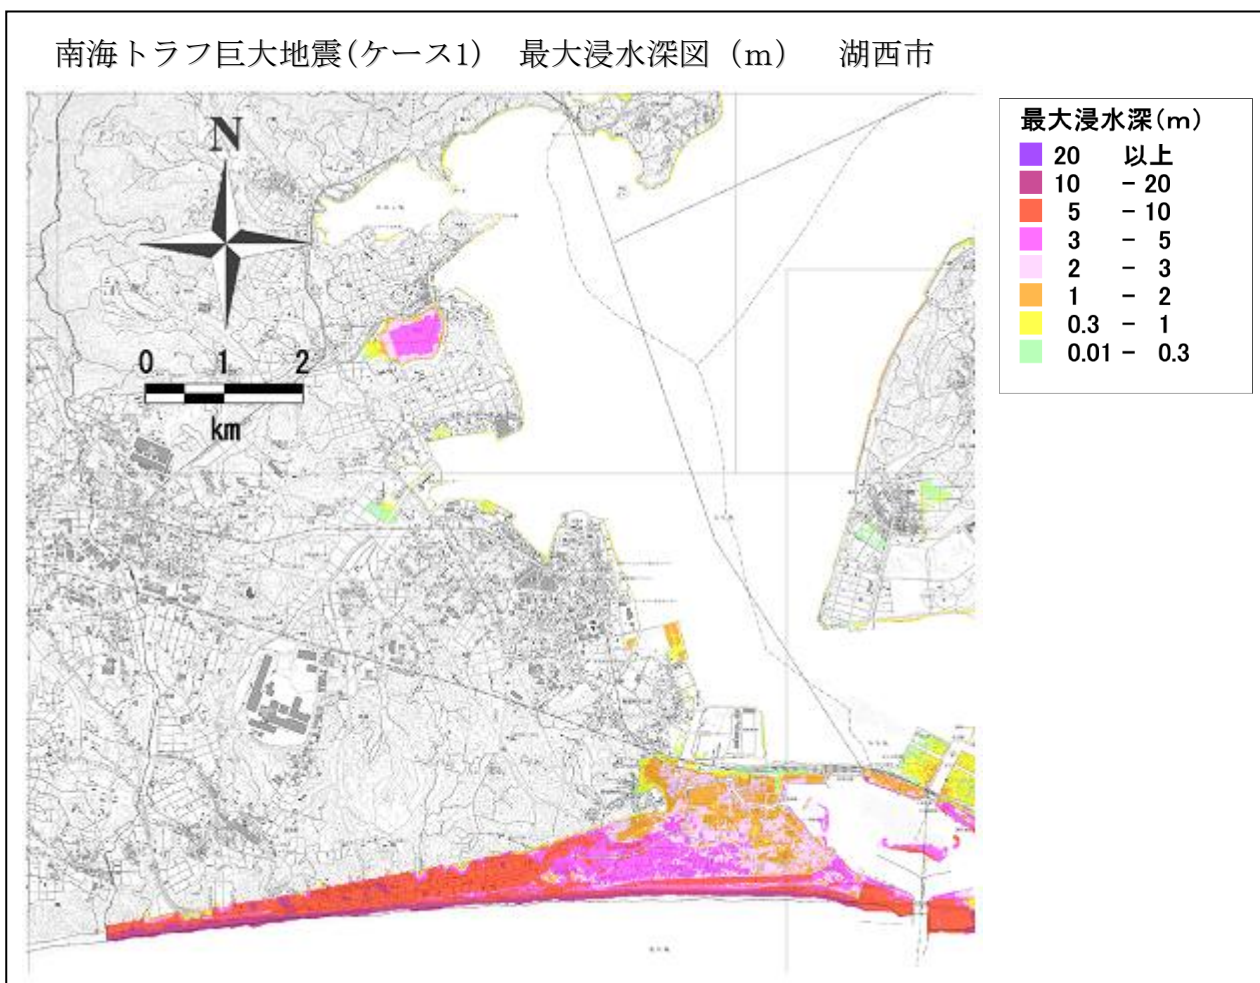 南海トラフ巨大地震(ケース1) 最大浸水深図(m) 湖西市
N
0 1 2
km
最大浸水深(m)
20 以上
10 - 20
5 - 10
3 - 5
2 - 3
1 - 2
0.3 - 1
0.01 - 0.3